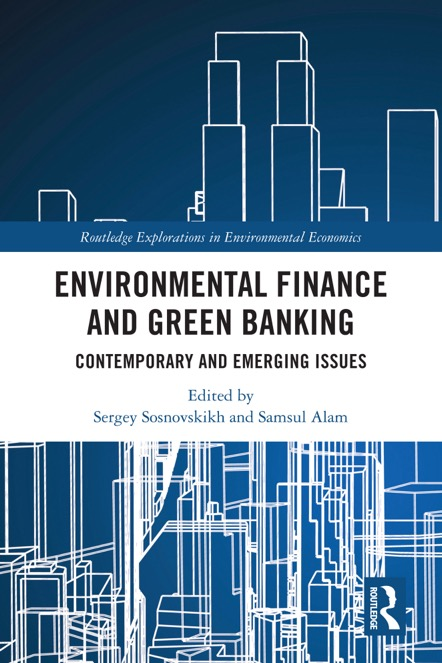 Routledge Explorations in Environmental Economics
ENVIRONMENTAL FINANCE
AND GREEN BANKING
CONTEMPORARY AND EMERGING ISSUES
Edited by
Sergey Sosnovskikh and Samsul Alam
ROUTLEDGE